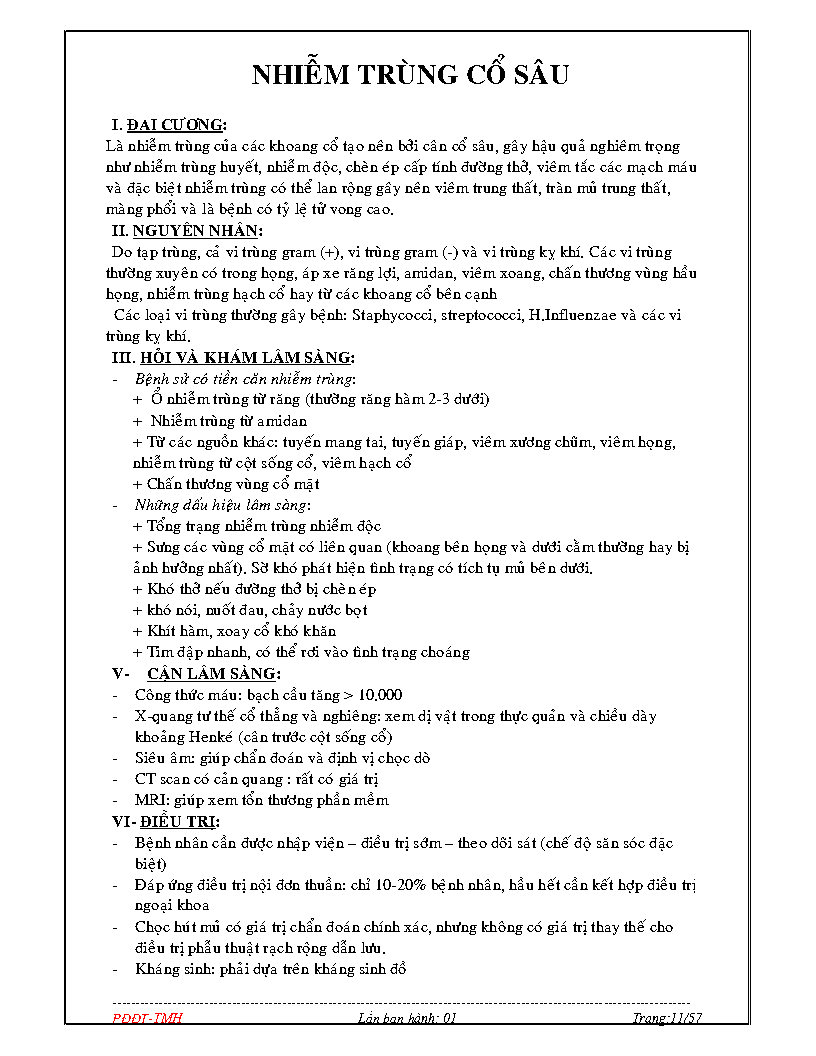 NHIỄM TRÙNG CỔ SÂU
I. ĐẠI CƯƠNG:
Là nhiễm trùng của các khoang cổ tạo nên bởi cân cổ sâu, gây hậu quả nghiêm trọng
như nhiễm trùng huyết, nhiễm độc, chèn ép cấp tính đường thở, viêm tắc các mạch máu
và đặc biệt nhiễm trùng có thể lan rộng gây nên viêm trung thất, tràn mủ trung thất,
màng phổi và là bệnh có tỷ lệ tử vong cao.
II. NGUYÊN NHÂN:
Do tạp trùng, cả vi trùng gram (+), vi trùng gram (-) và vi trùng kỵ khí. Các vi trùng
thường xuyên có trong họng, áp xe răng lợi, amidan, viêm xoang, chấn thương vùng hầu
họng, nhiễm trùng hạch cổ hay từ các khoang cổ bên cạnh
Các loại vi trùng thường gây bệnh: Staphycocci, streptococci, H.Influenzae và các vi
trùng kỵ khí.
III. HỎI VÀ KHÁM LÂM SÀNG:
- Bệnh sử có tiền căn nhiễm trùng:
+ Ổ nhiễm trùng từ răng (thường răng hàm 2-3 dưới)
+ Nhiễm trùng từ amidan
+ Từ các nguồn khác: tuyến mang tai, tuyến giáp, viêm xương chũm, viêm họng,
nhiễm trùng từ cột sống cổ, viêm hạch cổ
+ Chấn thương vùng cổ mặt
- Những dấu hiệu lâm sàng:
+ Tổng trạng nhiễm trùng nhiễm độc
+ Sưng các vùng cổ mặt có liên quan (khoang bên họng và dưới cằm thường hay bị
ảnh hưởng nhất). Sờ khó phát hiện tình trạng có tích tụ mủ bên dưới.
+ Khó thở nếu đường thở bị chèn ép
+ khó nói, nuốt đau, chảy nước bọt
+ Khít hàm, xoay cổ khó khăn
+ Tim đập nhanh, có thể rơi vào tình trạng choáng
V- CẬN LÂM SÀNG:
- Công thức máu: bạch cầu tăng > 10.000
- X-quang tư thế cổ thẳng và nghiêng: xem dị vật trong thực quản và chiều dày
khoảng Henké (cân trước cột sống cổ)
- Siêu âm: giúp chẩn đoán và định vị chọc dò
- CT scan có cản quang : rất có giá trị
- MRI: giúp xem tổn thương phần mềm
VI- ĐIỀU TRỊ:
- Bệnh nhân cần được nhập viện – điều trị sớm – theo dõi sát (chế độ săn sóc đặc
biệt)
- Đáp ứng điều trị nội đơn thuần: chỉ 10-20% bệnh nhân, hầu hết cần kết hợp điều trị
ngoại khoa
- Chọc hút mủ có giá trị chẩn đoán chính xác, nhưng không có giá trị thay thế cho
điều trị phẫu thuật rạch rộng dẫn lưu.
- Kháng sinh: phải dựa trên kháng sinh đồ
PĐĐT-TMH Lần ban hành: 01 Trang:11/57